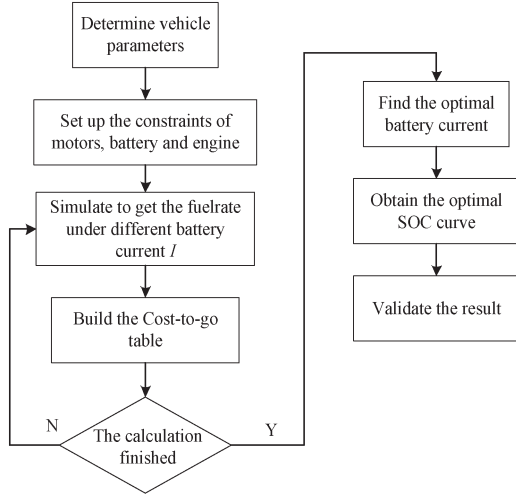 Determine vehicle
parameters
Set up the constraints of
motors, battery and engine
Simulate to get the fuelrate
under different battery
current I
Build the Cost-to-go
table
The calculation
finished
N
Y
Find the optimal
battery current
Obtain the optimal
SOC curve
Validate the result